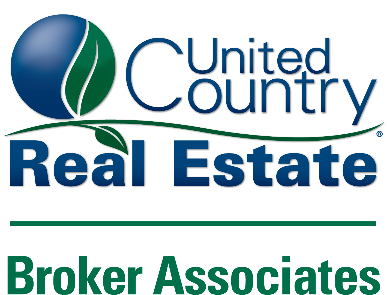 United
Country
Real Estate®
Broker Associates